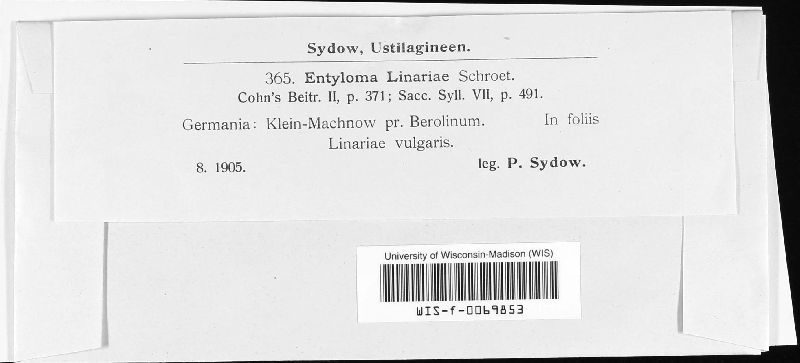 Sydow, Ustilagineen.
365. Entyloma Linariae Schroet.
Cohn's Beitr. II, p. 371; Sacc. Syll. VII, p. 491.
Germania: Klein-Machnow pr. Berolinum. In foliis
Linariae vulgaris.
8. 1905. leg. P. Sydow.
University of Wisconsin-Madison (WIS)
WIS-f-0069853